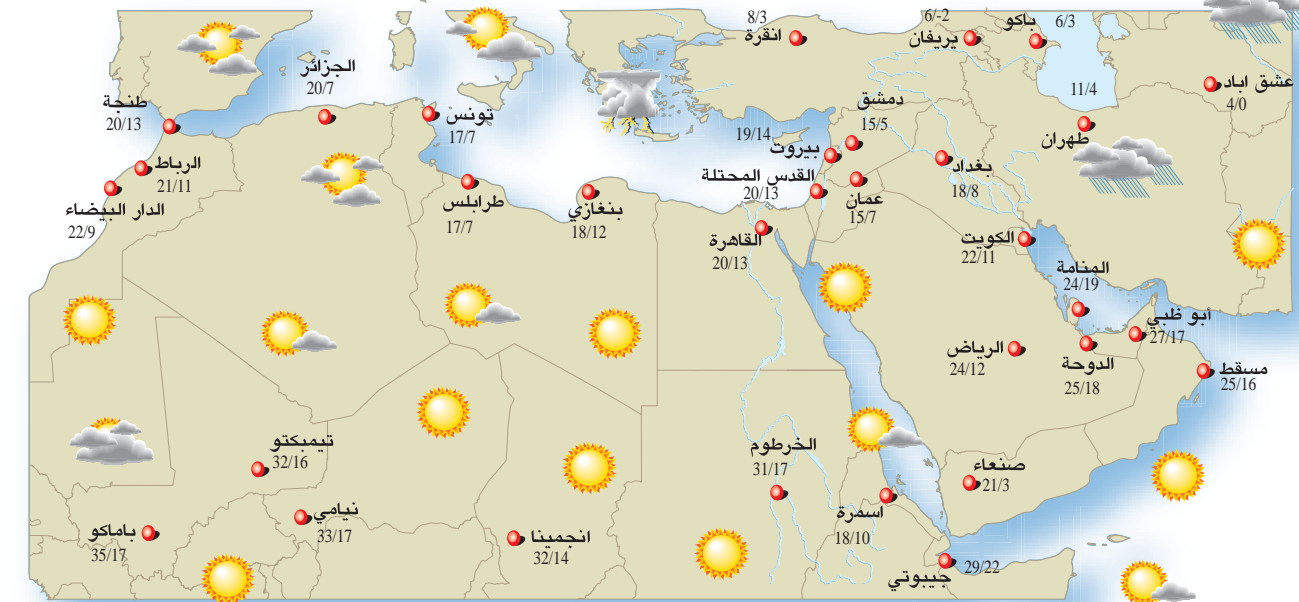 8/3
انقرة
6/-2
يريفان
باكو
6/3
11/4
عشق اباد
4/0
طهران
الجزائر
20/7
طنجة
20/13
تونس
17/7
دمشق
15/5
19/14
بيروت
بغداد
18/8
الرباط
21/11
الدار البيضاء
22/9
طرابلس
17/7
بنغازي
18/12
القدس المحتلة
20/13
عمان
15/7
القاهرة
20/13
الكويت
22/11
المنامة
24/19
أبو ظبي
27/17
الرياض
24/12
الدوحة
25/18
مسقط
25/16
تيمبكتو
32/16
الخرطوم
31/17
صنعاء
21/3
نيامي
33/17
باماكو
35/17
انجمينا
32/14
اسمرة
18/10
29/22
جيبوتي